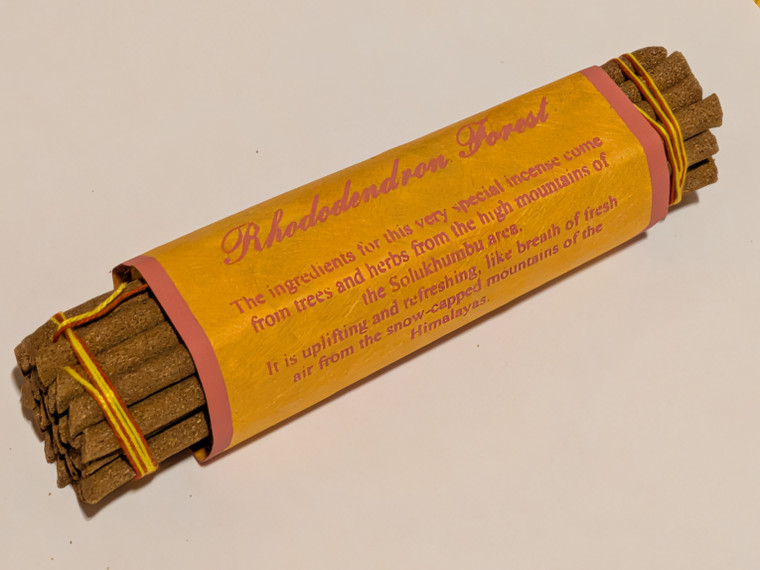 Rhododendron Forest
The ingredients for this very special incense come
from trees and herbs from the high mountains of
the Solukhumbu area.
It is uplifting and refreshing, like breath of fresh
air from the snow-capped mountains of the
Himalayas.